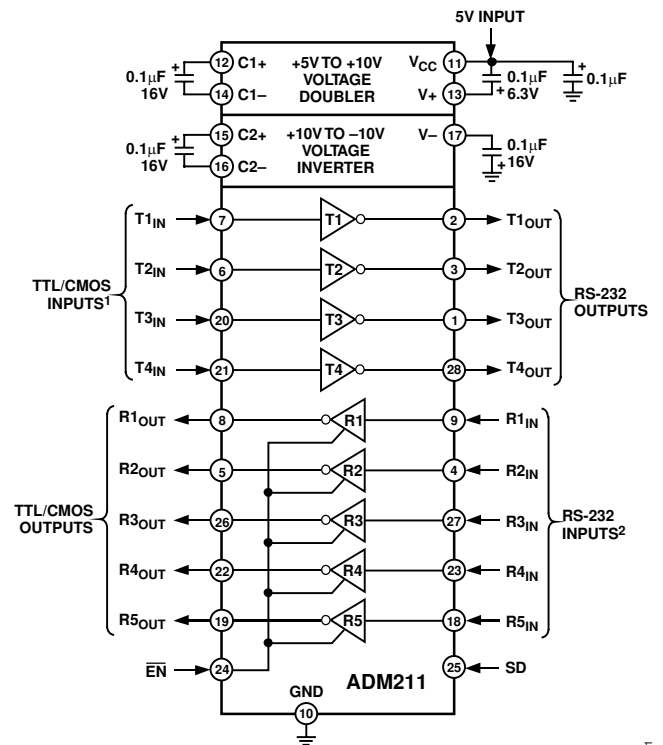 5V INPUT
12 C1+ +5V TO +10V VOLTAGE DOUBLER VCC 11
0.1µF 16V + 0.1µF 6.3V + 0.1µF +
14 C1– V+ 13
15 C2+ +10V TO –10V VOLTAGE INVERTER V– 17
0.1µF 16V + 0.1µF 16V +
16 C2–
T1IN 7 T1 2 T1OUT
T2IN 6 T2 3 T2OUT
TTL/CMOS INPUTS1
RS-232 OUTPUTS
T3IN 20 T3 1 T3OUT
T4IN 21 T4 28 T4OUT
R1OUT 8 R1 9 R1IN
R2OUT 5 R2 4 R2IN
TTL/CMOS OUTPUTS
R3OUT 26 R3 27 R3IN
RS-232 INPUTS2
R4OUT 22 R4 23 R4IN
R5OUT 19 R5 18 R5IN
EN 24 25 SD
GND ADM211
10